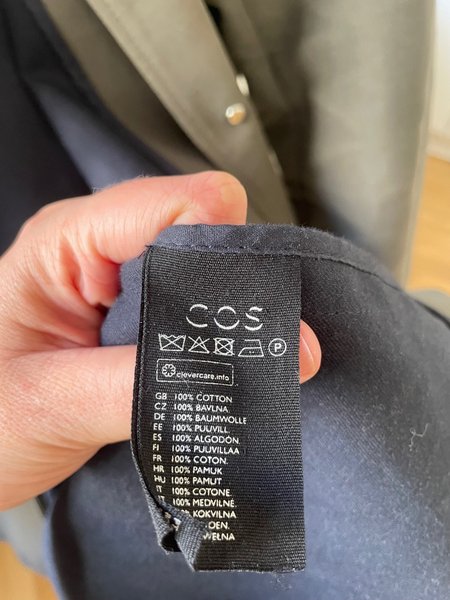 COS
P
clevercare.info
GB 100% COTTON
CZ 100% BAVLNA
DE 100% BAUMWOLLE
EE 100% PUUVILL.
ES 100% ALGODÓN
FI 100% PUUVILLAA
FR 100% COTON.
HR 100% PAMUK
HU 100% PAMUT
IT 100% COTONE.
100% MEDVILNĖ.
KOKVILNA